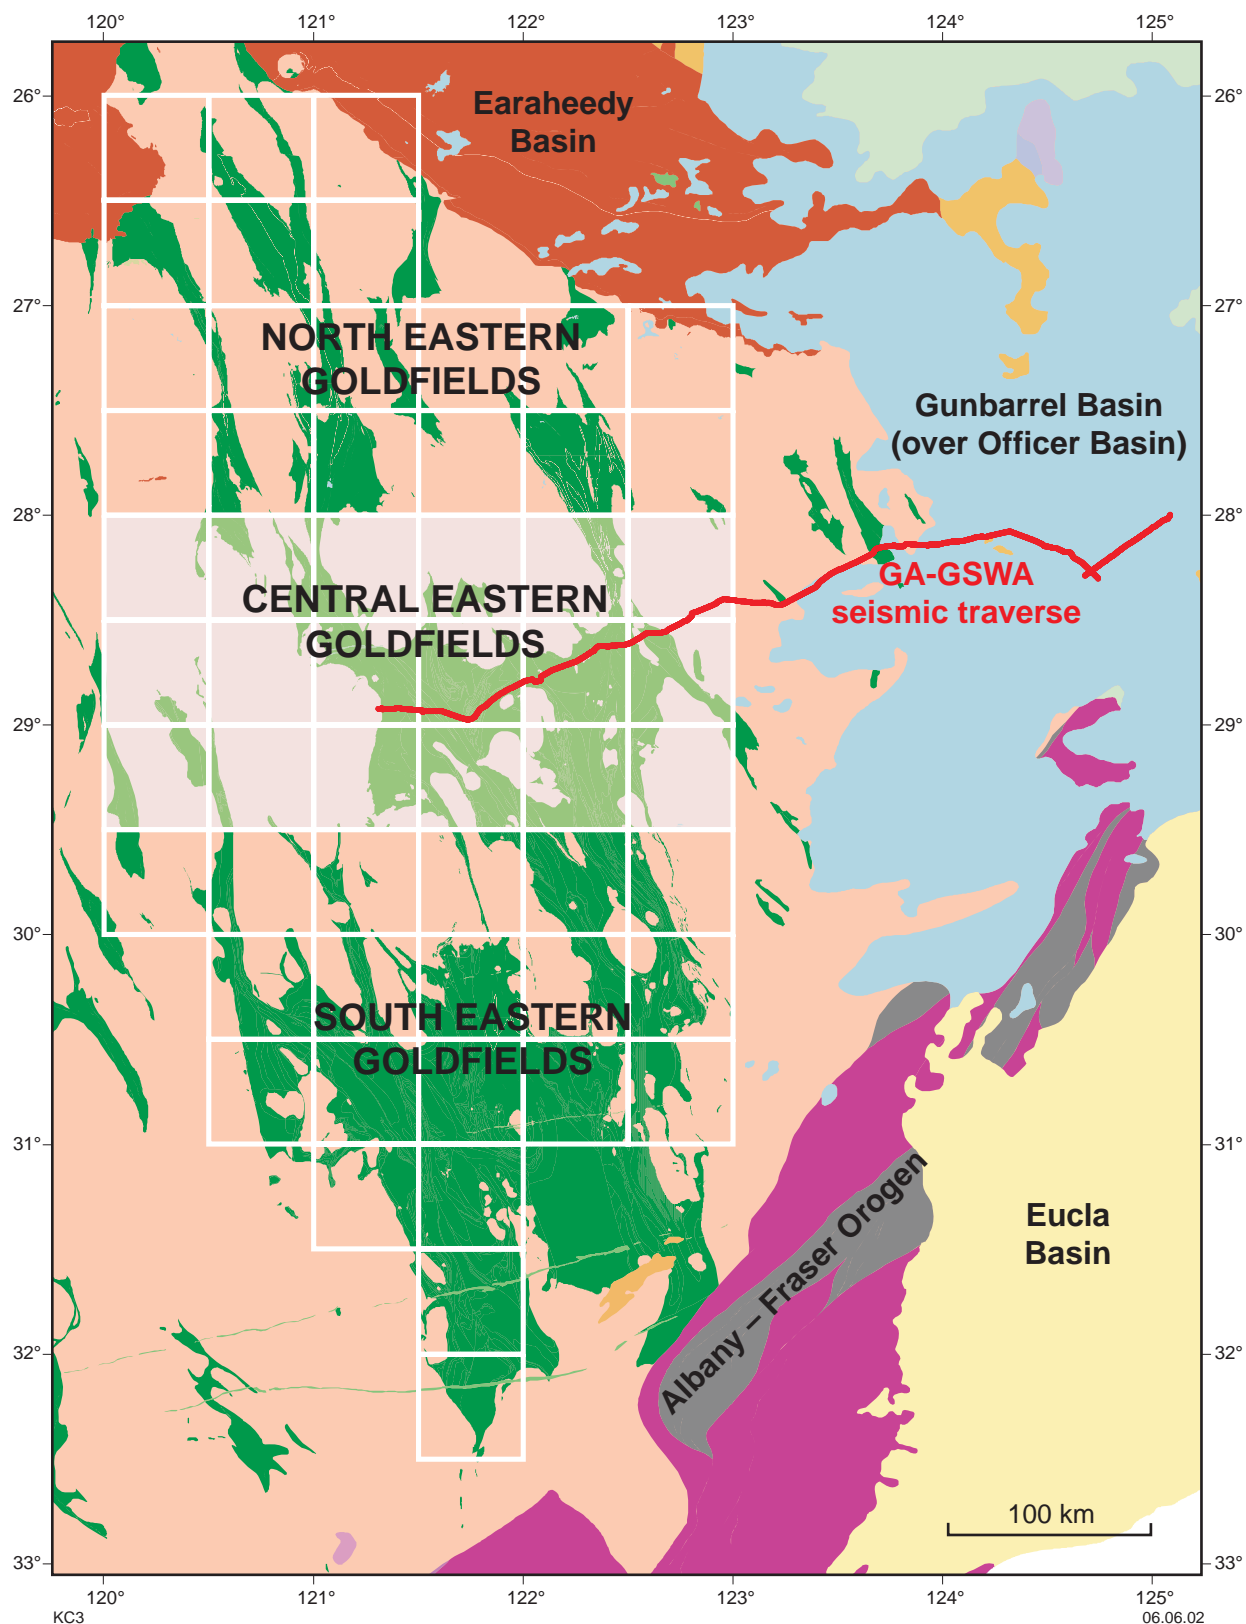 120° 121° 122° 123° 124° 125°
26° 26°
Earaheedy
Basin
27° 27°
NORTH EASTERN
GOLDFIELDS
Gunbarrel Basin
(over Officer Basin)
28° 28°
GA-GSWA
seismic traverse
CENTRAL EASTERN
GOLDFIELDS
29° 29°
30° 30°
SOUTH EASTERN
GOLDFIELDS
31° 31°
Albany – Fraser Orogen
Eucla
Basin
32° 32°
100 km
33° 33°
120° 121° 122° 123° 124° 125°
KC3 06.06.02